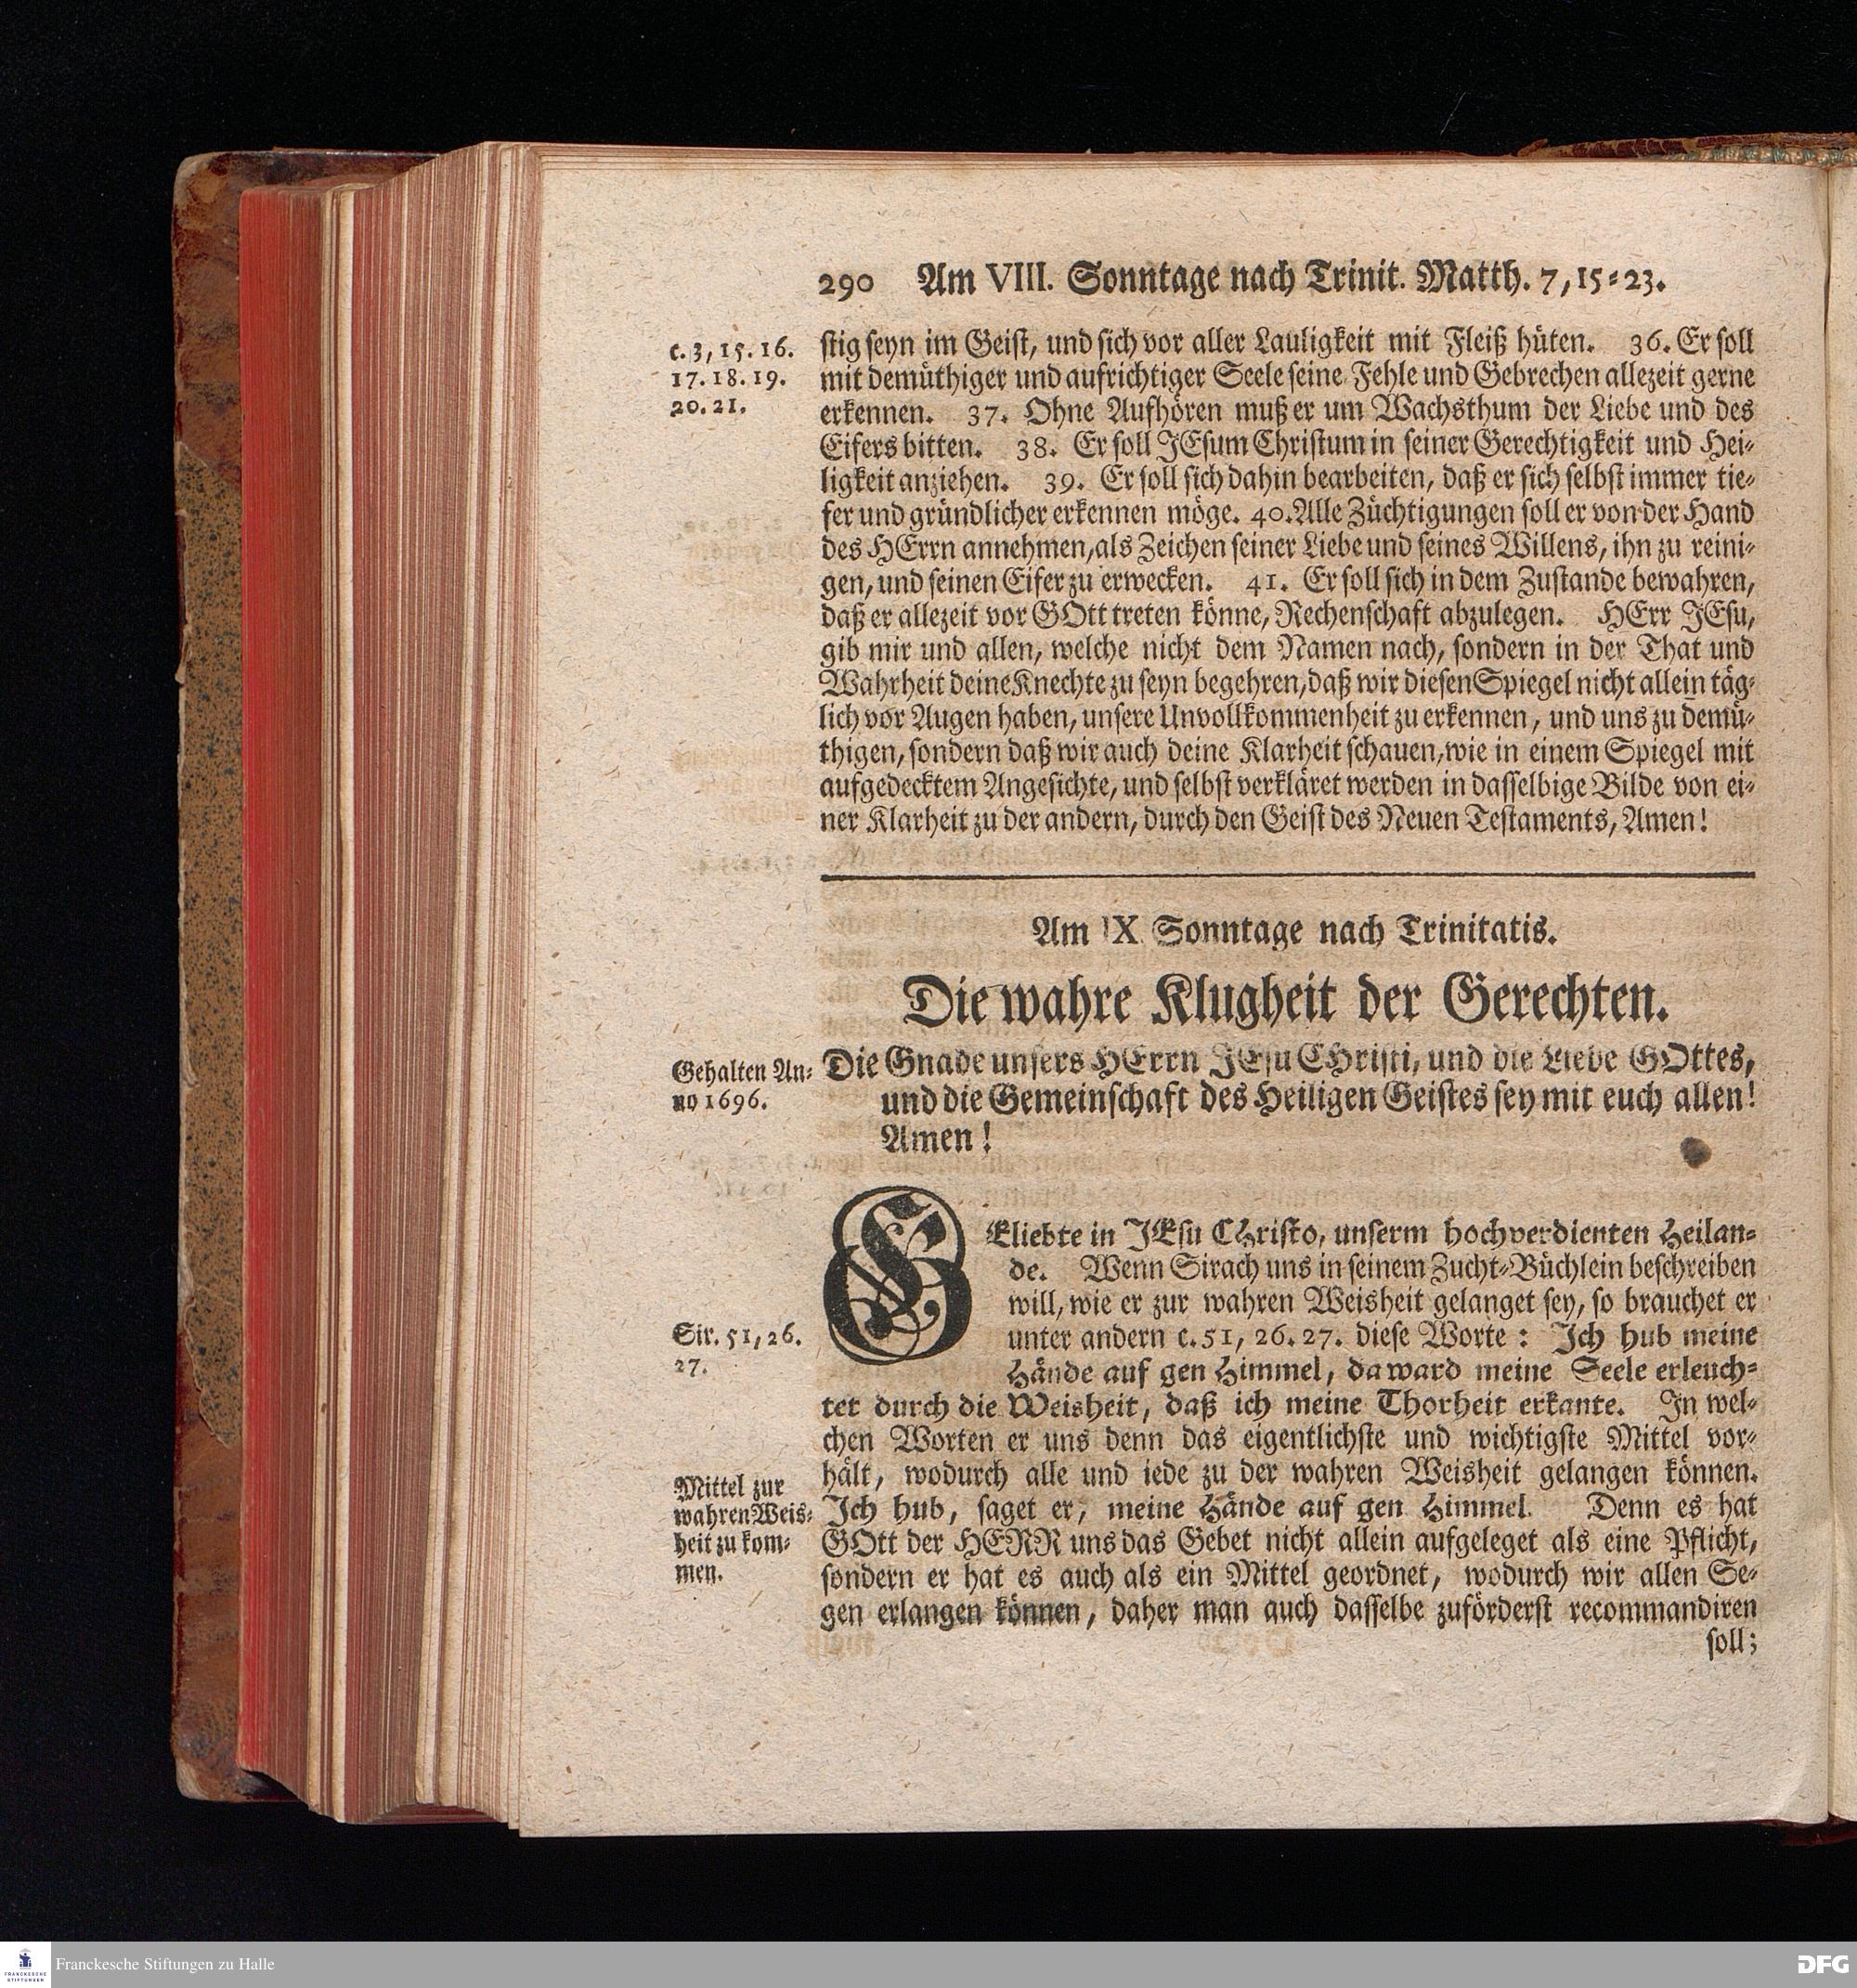 290 Am VIII. Sonntage nach Trinit. Matth. 7, 15-23.
c. 3, 15. 16.
17. 18. 19.
20. 21.
stig seyn im Geist, und sich vor aller Lauligkeit mit Fleiß hüten. 36. Er soll
mit demüthiger und aufrichtiger Seele seine Fehle und Gebrechen allezeit gerne
erkennen. 37. Ohne Aufhören muß er um Wachsthum der Liebe und des
Eifers bitten. 38. Er soll JEsum Christum in seiner Gerechtigkeit und Hei-
ligkeit anziehen. 39. Er soll sich dahin bearbeiten, daß er sich selbst immer tie-
fer und gründlicher erkennen möge. 40. Alle Züchtigungen soll er von der Hand
des HErrn annehmen, als Zeichen seiner Liebe und seines Willens, ihn zu reini-
gen, und seinen Eifer zu erwecken. 41. Er soll sich in dem Zustande bewahren,
daß er allezeit vor GOtt treten könne, Rechenschaft abzulegen. HErr JEsu,
gib mir und allen, welche nicht dem Namen nach, sondern in der That und
Wahrheit deine Knechte zu seyn begehren, daß wir diesen Spiegel nicht allein täg-
lich vor Augen haben, unsere Unvollkommenheit zu erkennen, und uns zu demü-
thigen, sondern daß wir auch deine Klarheit schauen, wie in einem Spiegel mit
aufgedecktem Angesichte, und selbst verkläret werden in dasselbige Bilde von ei-
ner Klarheit zu der andern, durch den Geist des Neuen Testaments, Amen!
Am IX. Sonntage nach Trinitatis.
Die wahre Klugheit der Gerechten.
Gehalten An-
no 1696.
Die Gnade unsers HErrn JEsu CHristi, und die Liebe GOttes,
und die Gemeinschaft des Heiligen Geistes sey mit euch allen!
Amen!
GEliebte in JEsu CHristo, unserm hochverdienten Heilan-
de. Wenn Sirach uns in seinem Zucht-Büchlein beschreiben
will, wie er zur wahren Weisheit gelanget sey, so brauchet er
Sir. 51, 26.
27.
unter andern c. 51, 26. 27. diese Worte: Ich hub meine
Hände auf gen Himmel, da ward meine Seele erleuch-
tet durch die Weisheit, daß ich meine Thorheit erkante. In wel-
chen Worten er uns denn das eigentlichste und wichtigste Mittel vor-
hält, wodurch alle und iede zu der wahren Weisheit gelangen können.
Mittel zur
wahren Weis-
heit zu kom-
men.
Ich hub, saget er, meine Hände auf gen Himmel. Denn es hat
GOtt der HERR uns das Gebet nicht allein aufgeleget als eine Pflicht,
sondern er hat es auch als ein Mittel geordnet, wodurch wir allen Se-
gen erlangen können, daher man auch dasselbe zuförderst recommandiren
soll;
FRANCKESCHE
STIFTUNGEN
Franckesche Stiftungen zu Halle
DFG